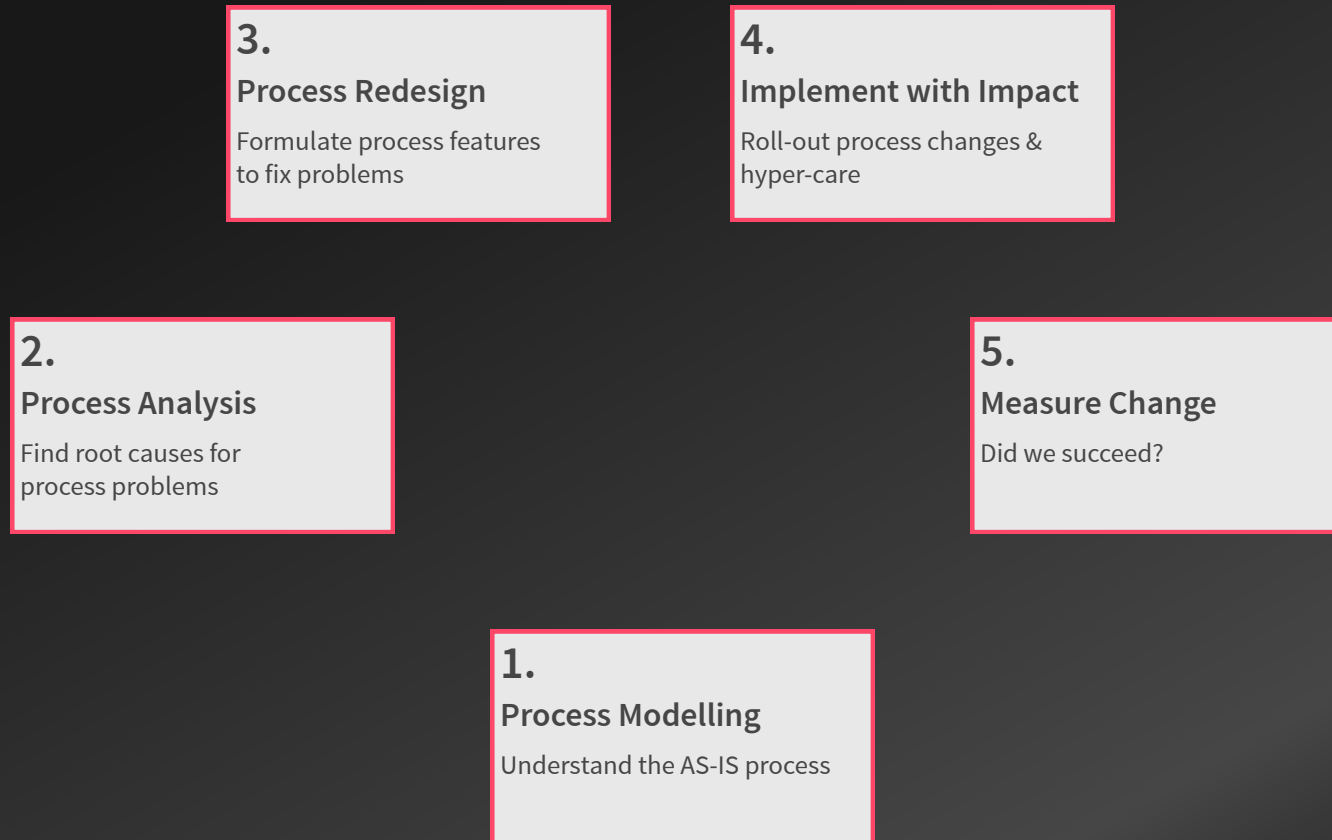 3.
Process Redesign
Formulate process features
to fix problems
4.
Implement with Impact
Roll-out process changes &
hyper-care
2.
Process Analysis
Find root causes for
process problems
5.
Measure Change
Did we succeed?
1.
Process Modelling
Understand the AS-IS process